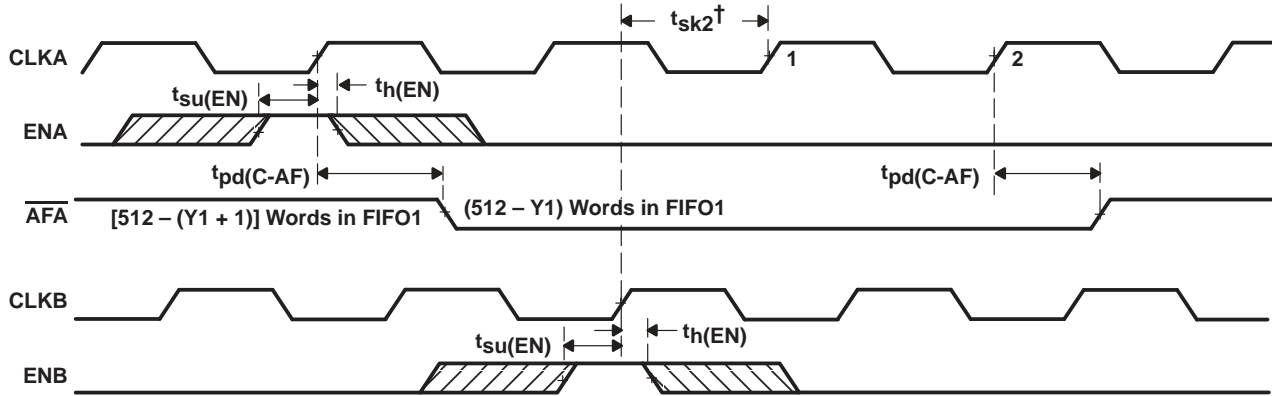 tsk2†
CLKA
1
2
tsu(EN)
th(EN)
ENA
tpd(C-AF)
tpd(C-AF)
AFA
[512 – (Y1 + 1)] Words in FIFO1
(512 – Y1) Words in FIFO1
CLKB
tsu(EN)
th(EN)
ENB